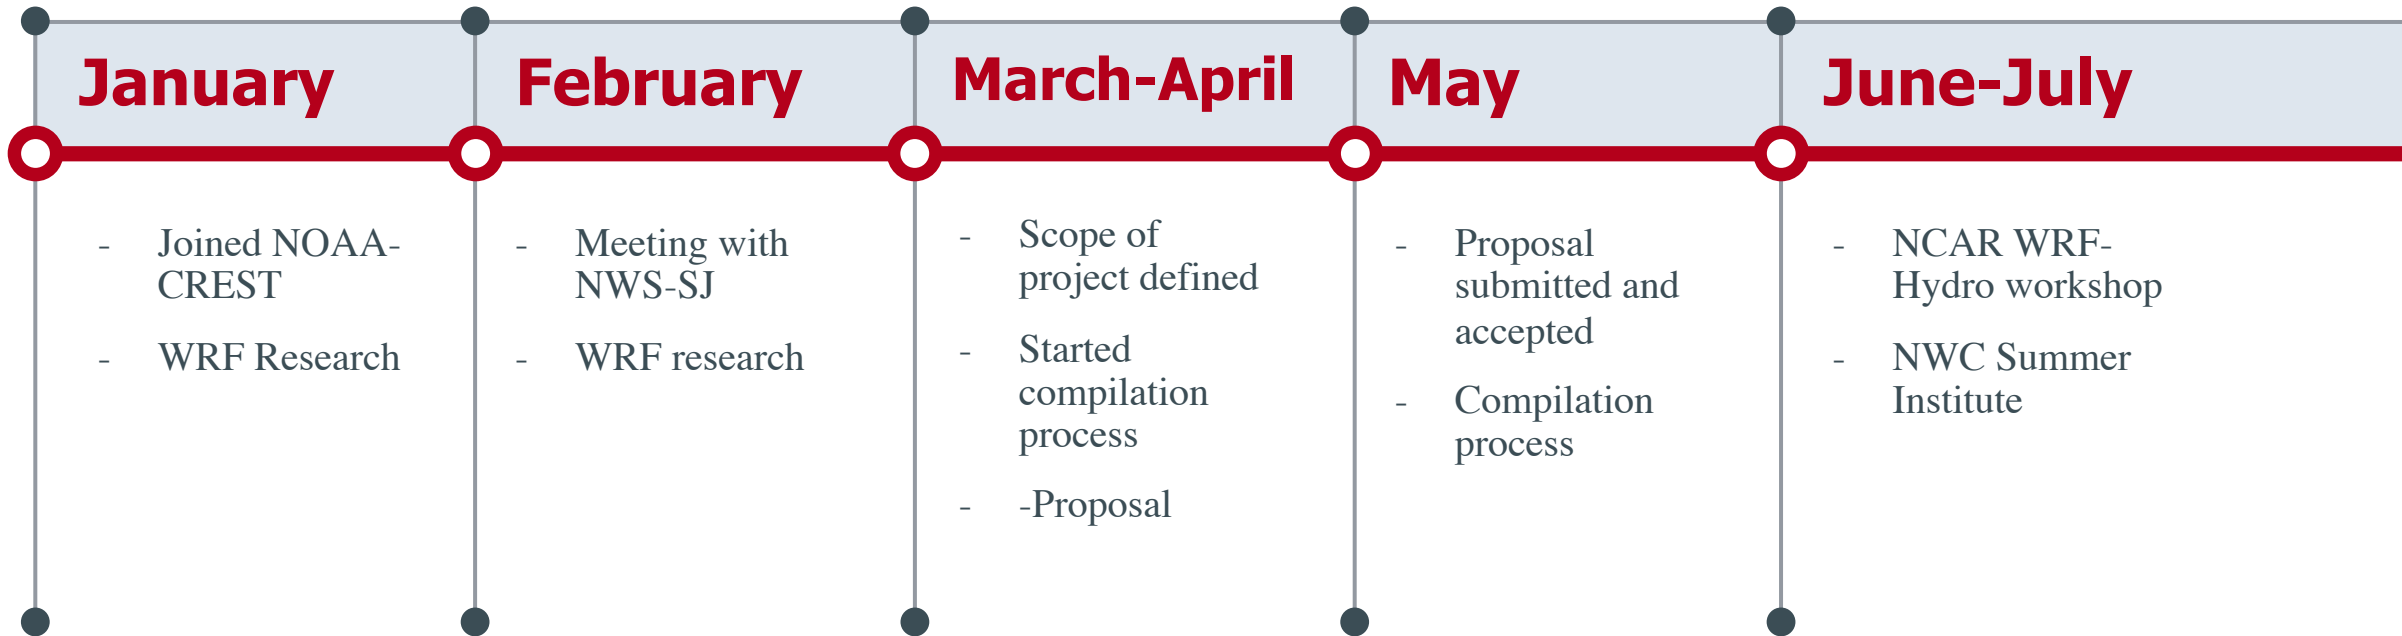 January
- Joined NOAA-
CREST
- WRF Research
February
- Meeting with
NWS-SJ
- WRF research
March-April
- Scope of
project defined
- Started
compilation
process
- -Proposal
May
- Proposal
submitted and
accepted
- Compilation
process
June-July
- NCAR WRF-
Hydro workshop
- NWC Summer
Institute